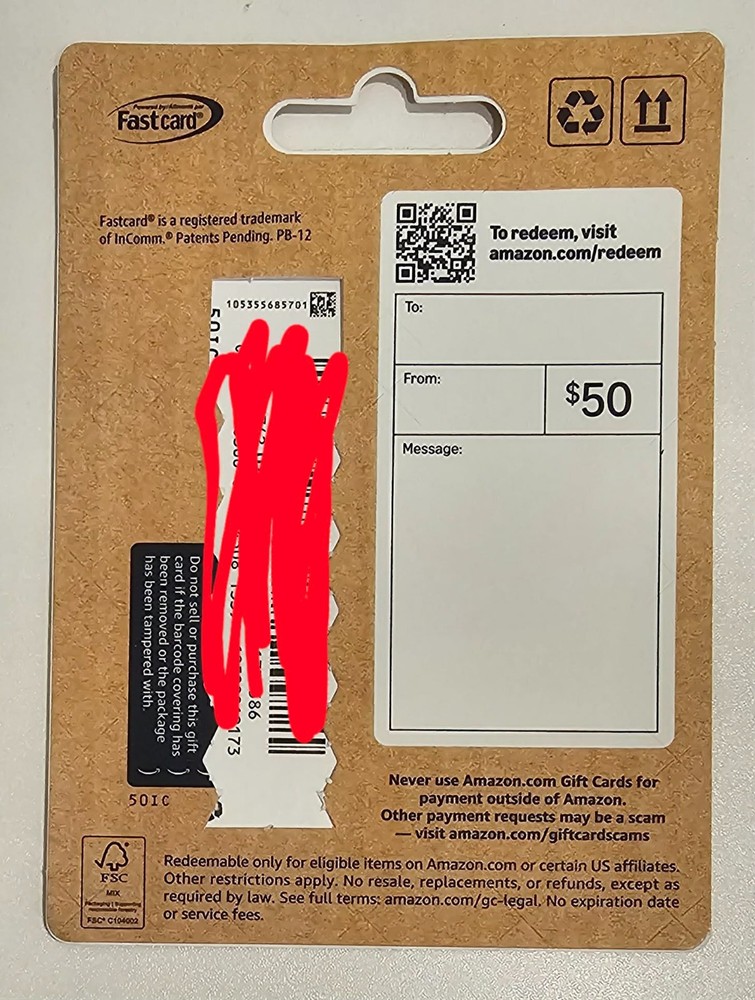 Powered by/Alimenté par
Fastcard®
Fastcard® is a registered trademark
of InComm.® Patents Pending. PB-12
To redeem, visit
amazon.com/redeem
To:
From:
$50
Message:
105355685701
Do not sell or purchase this gift
card if the barcode covering has
been removed or the package
has been tampered with.
50IC
Never use Amazon.com Gift Cards for
payment outside of Amazon.
Other payment requests may be a scam
— visit amazon.com/giftcardscams
FSC
MIX
Packaging | Supporting
responsible forestry
FSC® C104002
Redeemable only for eligible items on Amazon.com or certain US affiliates.
Other restrictions apply. No resale, replacements, or refunds, except as
required by law. See full terms: amazon.com/gc-legal. No expiration date
or service fees.